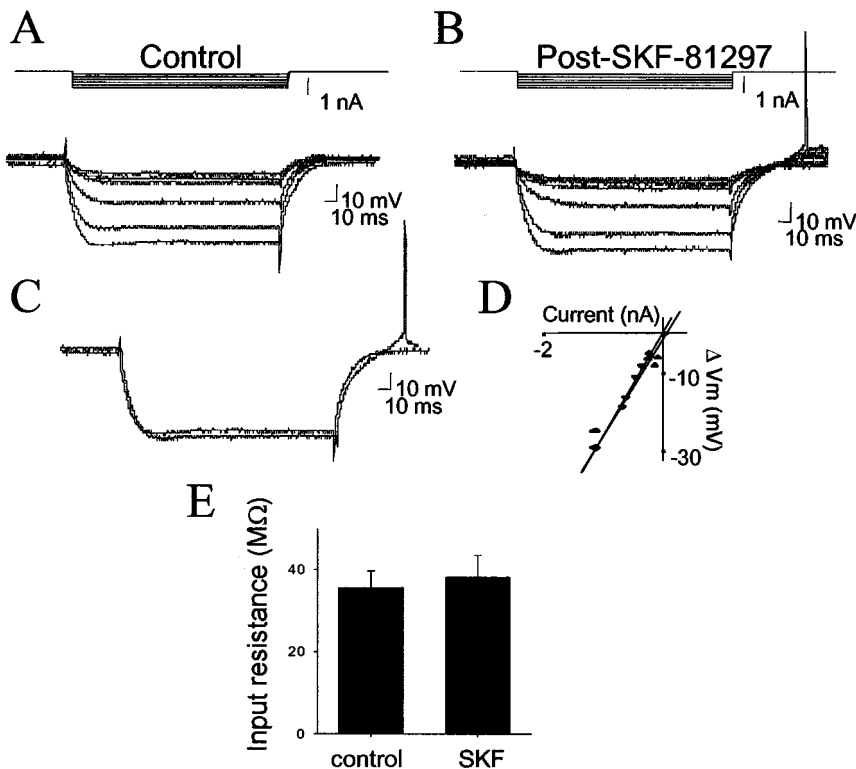 A
Control
1 nA
10 mV
10 ms
B
Post-SKF-81297
1 nA
10 mV
10 ms
C
10 mV
10 ms
D
Current (nA)
-2
-10
-30
Δ Vm (mV)
E
Input resistance (MΩ)
40
20
0
control
SKF